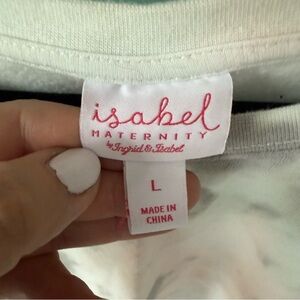 isabel
MATERNITY
by Ingrid & Isabel
L
MADE IN
CHINA